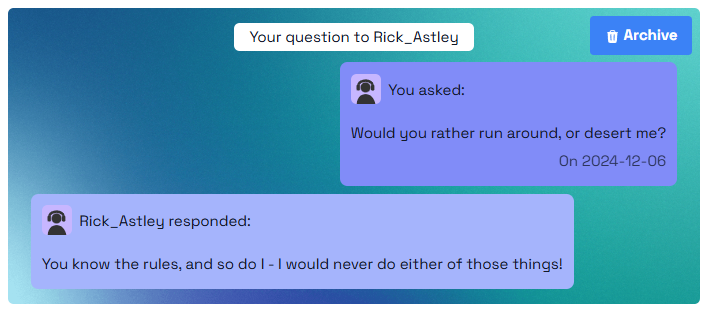 Your question to Rick_Astley
Archive
You asked:
Would you rather run around, or desert me?
On 2024-12-06
Rick_Astley responded:
You know the rules, and so do I - I would never do either of those things!